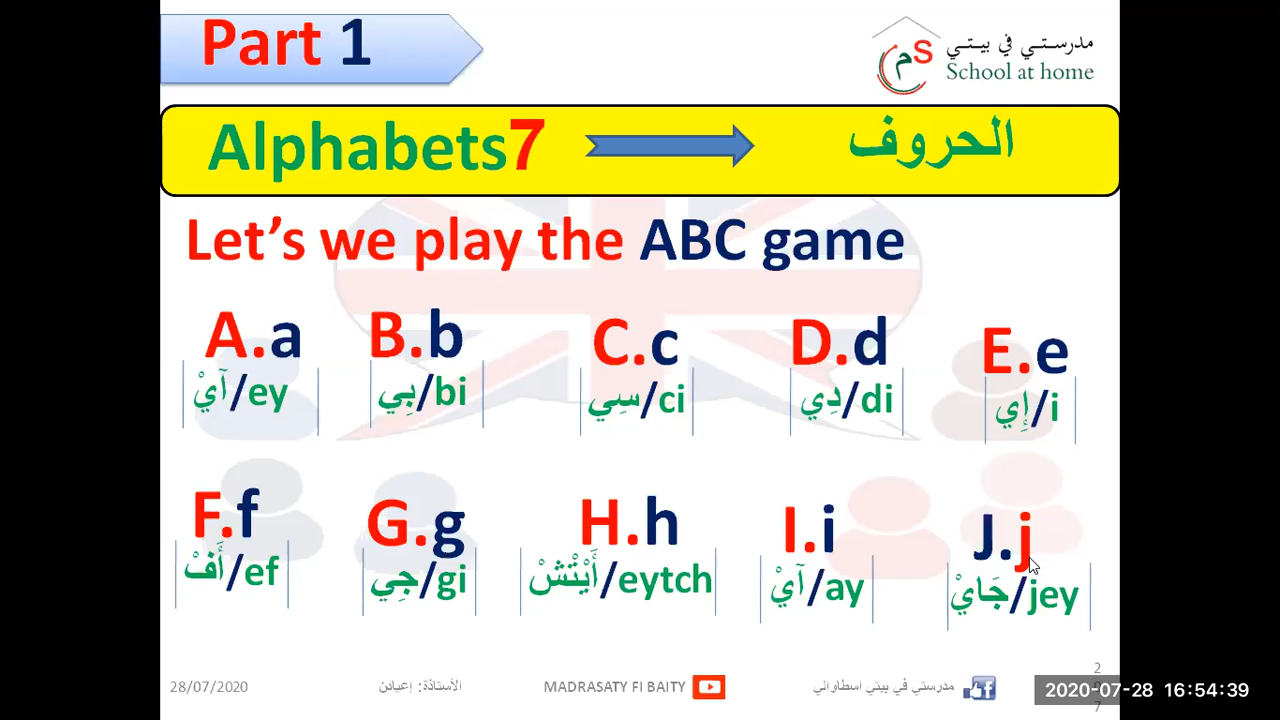 Part 1
مدرستي في بيتي
School at home
Alphabets7
الحروف
Let's we play the ABC game
A.a B.b C.c D.d E.e
آيْ/ey بِي/bi سِي/ci دِي/di إِي/i
F.f G.g H.h I.i J.j
أَفْ/ef جِي/gi أَيْتْشْ/eytch آيْ/ay جَايْ/jey
28/07/2020 الأستاذة: إعيادن MADRASATY FI BAITY مدرستي في بيتي اسطاوالي
2020-07-28 16:54:39